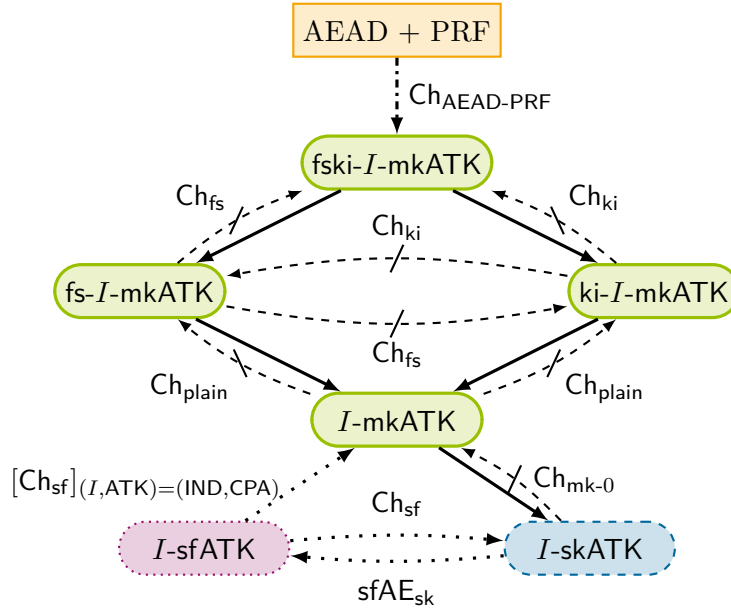 AEAD + PRF
Ch_AEAD-PRF
fski-I-mkATK
Ch_fs
Ch_ki
Ch_ki
fs-I-mkATK
ki-I-mkATK
Ch_fs
Ch_plain
Ch_plain
I-mkATK
[Ch_sf]_(I,ATK)=(IND,CPA)
Ch_mk-0
Ch_sf
I-sfATK
I-skATK
sfAE_sk